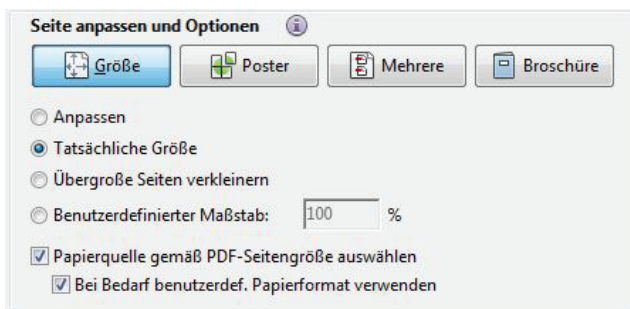 Seite anpassen und Optionen
Größe Poster Mehrere Broschüre
Anpassen
Tatsächliche Größe
Übergroße Seiten verkleinern
Benutzerdefinierter Maßstab: 100 %
Papierquelle gemäß PDF-Seitengröße auswählen
Bei Bedarf benutzerdef. Papierformat verwenden